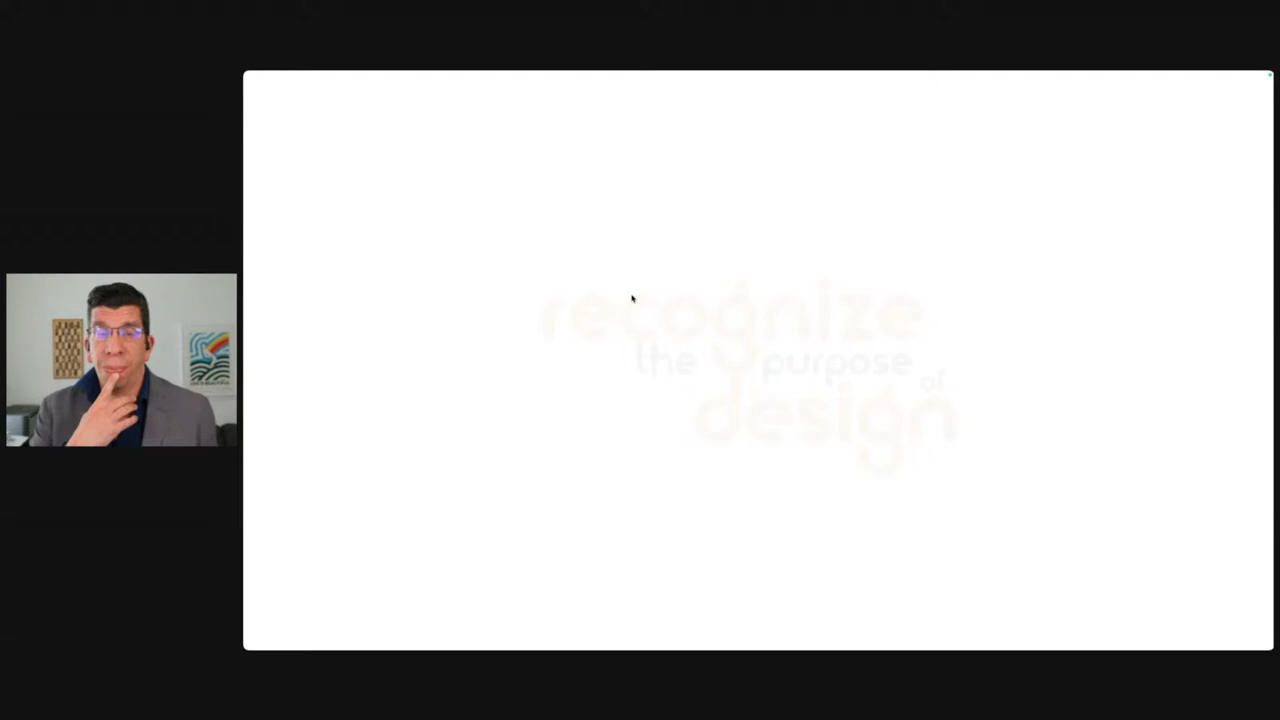 recognize
the purpose of
design